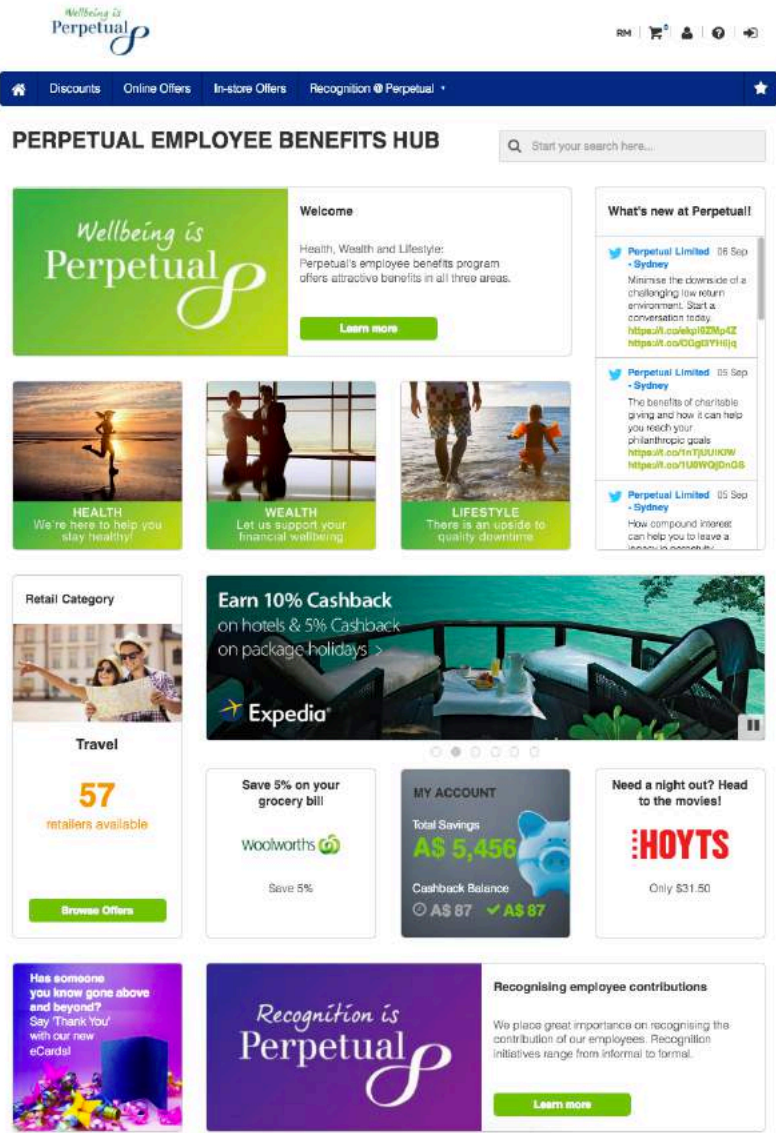 Wellbeing is
Perpetual
RM
0
Discounts Online Offers In-store Offers Recognition @ Perpetual
PERPETUAL EMPLOYEE BENEFITS HUB
Start your search here...
Wellbeing is
Perpetual
Welcome
Health, Wealth and Lifestyle:
Perpetual's employee benefits program
offers attractive benefits in all three areas.
Learn more
What's new at Perpetual!
Perpetual Limited 06 Sep
- Sydney
Minimise the downside of a
challenging low return
environment. Start a
conversation today.
Perpetual Limited 05 Sep
- Sydney
The benefits of charitable
giving and how it can help
you reach your
philanthropic goals
Perpetual Limited 05 Sep
- Sydney
How compound interest
can help you to leave a
legacy in perpetuity
HEALTH
We're here to help you
stay healthy!
WEALTH
Let us support your
financial wellbeing
LIFESTYLE
There is an upside to
quality downtime
Retail Category
Travel
57
retailers available
Browse Offers
Earn 10% Cashback
on hotels & 5% Cashback
on package holidays >
Expedia
Save 5% on your
grocery bill
Woolworths
Save 5%
MY ACCOUNT
Total Savings
A$ 5,456
Cashback Balance
A$ 87 A$ 87
Need a night out? Head
to the movies!
HOYTS
Only $31.50
Has someone
you know gone above
and beyond?
Say 'Thank You'
with our new
eCards!
Recognition is
Perpetual
Recognising employee contributions
We place great importance on recognising the
contribution of our employees. Recognition
initiatives range from informal to formal.
Learn more